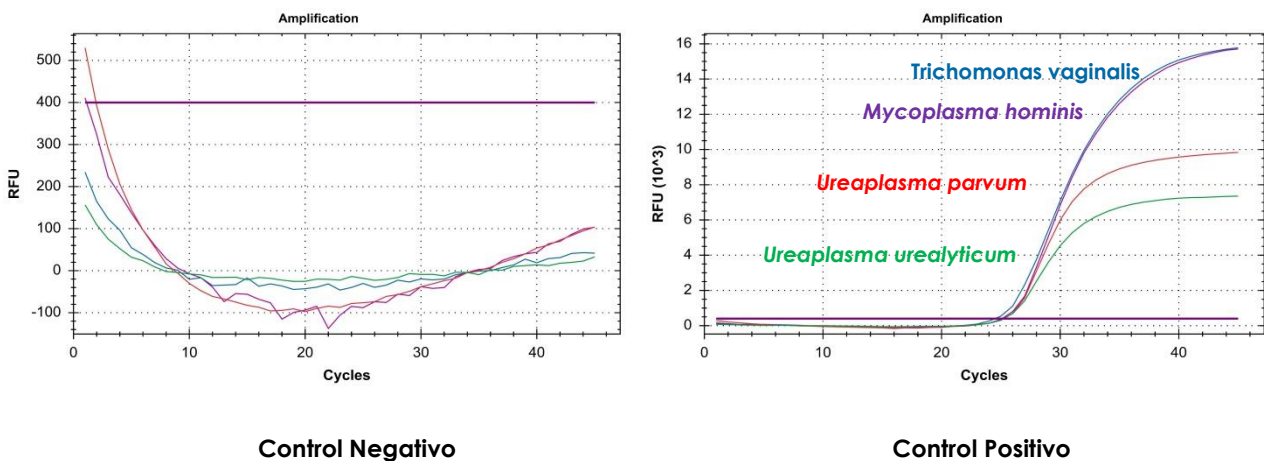 Amplification
500
400
300
200
100
0
-100
RFU
0
10
20
30
40
Cycles
Control Negativo
Amplification
16
14
12
10
8
6
4
2
0
RFU (10^3)
Trichomonas vaginalis
Mycoplasma hominis
Ureaplasma parvum
Ureaplasma urealyticum
0
10
20
30
40
Cycles
Control Positivo